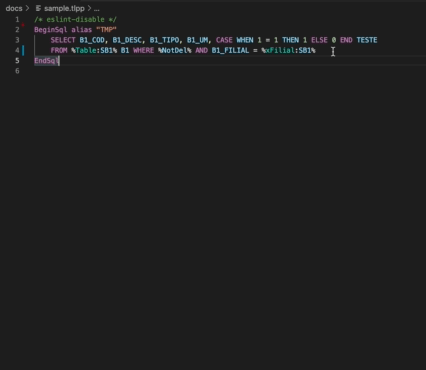 docs > sample.tlpp > ...
1 /* eslint-disable */
2 BeginSql alias "TMP"
3 SELECT B1_COD, B1_DESC, B1_TIPO, B1_UM, CASE WHEN 1 = 1 THEN 1 ELSE 0 END TESTE
4 FROM %Table:SB1% B1 WHERE %NotDel% AND B1_FILIAL = %xFilial:SB1%
5 EndSql
6